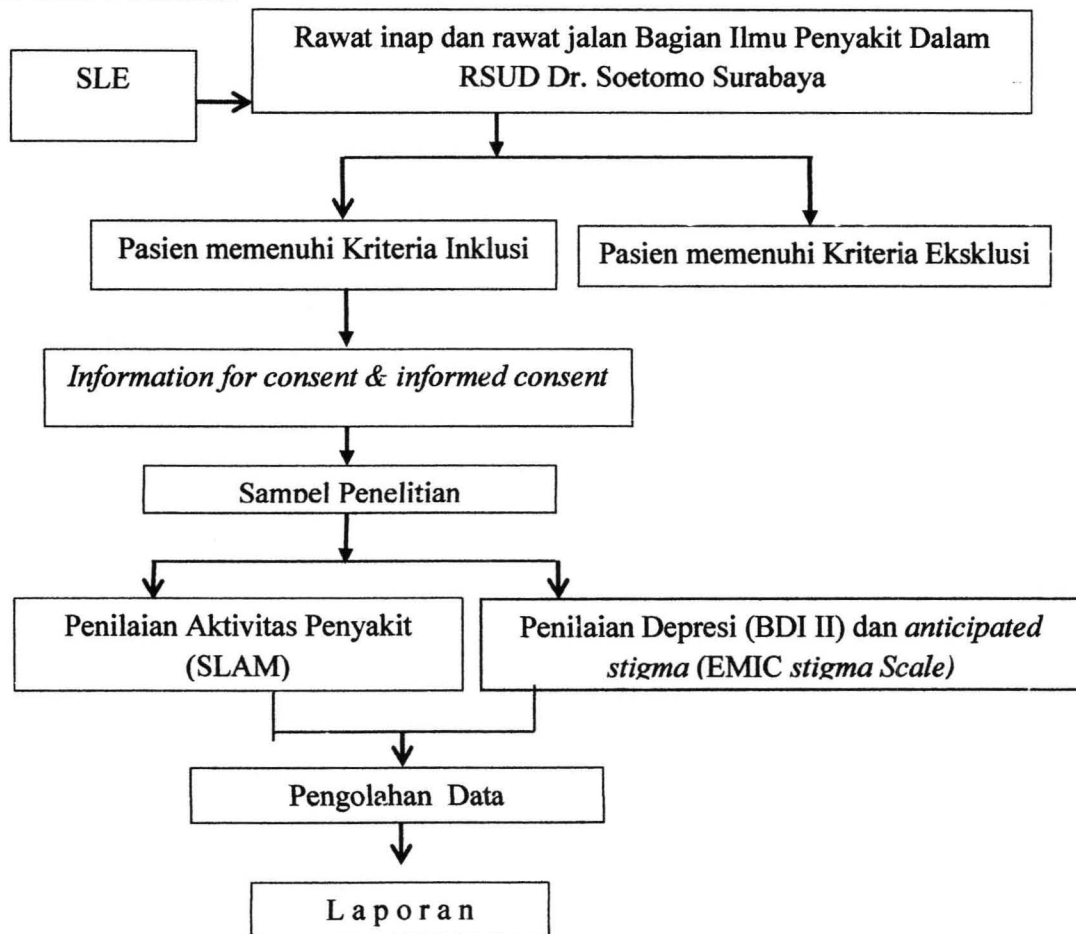 SLE
Rawat inap dan rawat jalan Bagian Ilmu Penyakit Dalam
RSUD Dr. Soetomo Surabaya
Pasien memenuhi Kriteria Inklusi
Pasien memenuhi Kriteria Eksklusi
Information for consent & informed consent
Sampel Penelitian
Penilaian Aktivitas Penyakit
(SLAM)
Penilaian Depresi (BDI II) dan anticipated
stigma (EMIC stigma Scale)
Pengolahan Data
Laporan